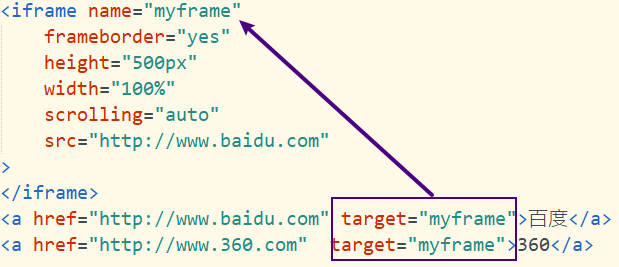 <iframe name="myframe"
frameborder="yes"
height="500px"
width="100%"
scrolling="auto"
src="http://www.baidu.com"
>
</iframe>
<a href="http://www.baidu.com" target="myframe">百度</a>
<a href="http://www.360.com" target="myframe">360</a>